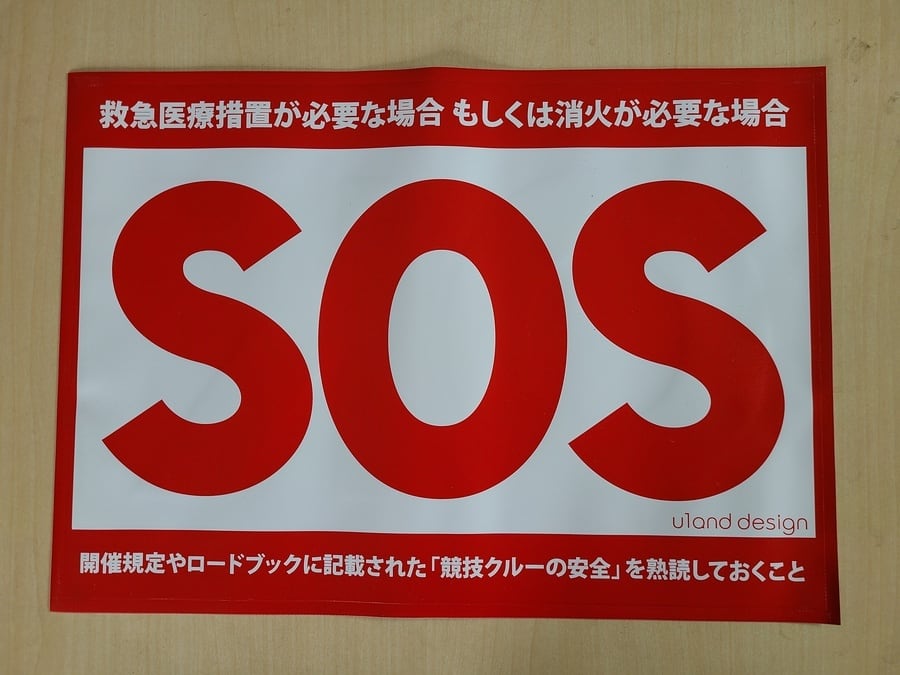 救急医療措置が必要な場合 もしくは消火が必要な場合
SOS
uland design
開催規定やロードブックに記載された「競技クルーの安全」を熟読しておくこと